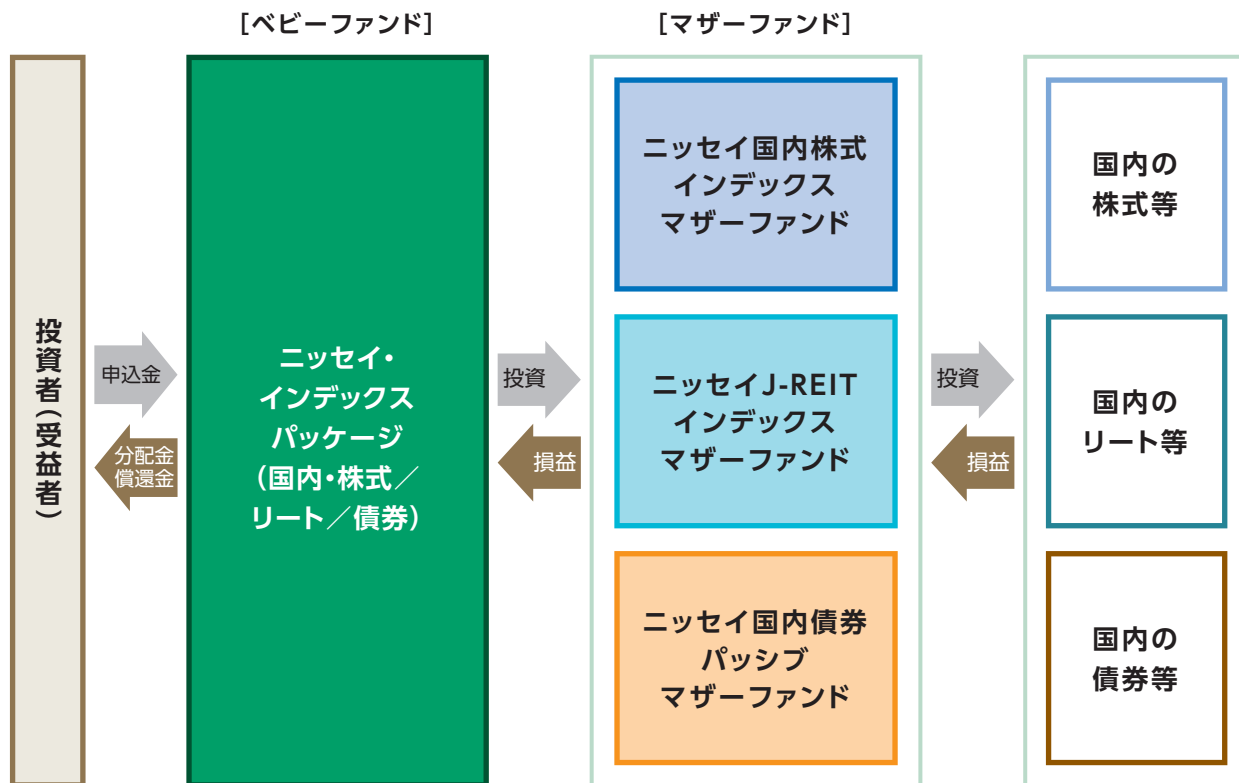 [ベビーファンド]
[マザーファンド]
投資者(受益者)
申込金
分配金
償還金
ニッセイ・
インデックス
パッケージ
(国内・株式／
リート／債券)
投資
損益
ニッセイ国内株式
インデックス
マザーファンド
ニッセイJ-REIT
インデックス
マザーファンド
ニッセイ国内債券
パッシブ
マザーファンド
投資
損益
国内の
株式等
国内の
リート等
国内の
債券等